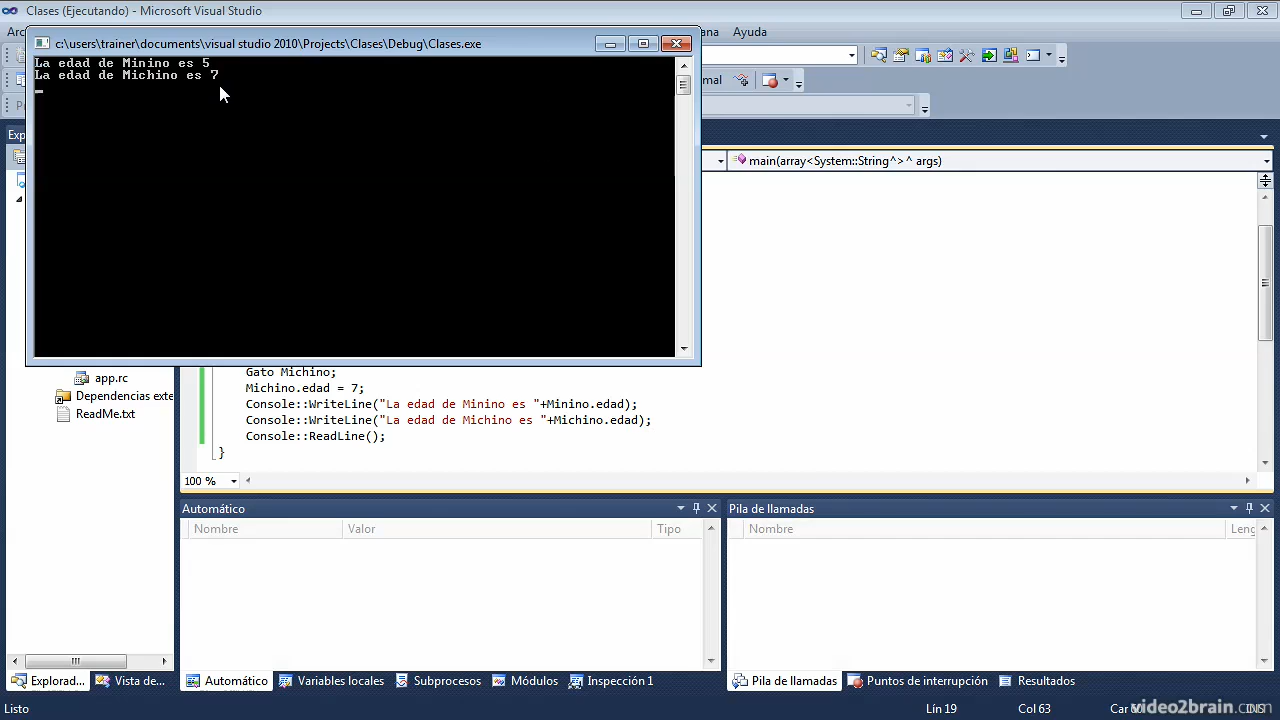 Clases (Ejecutando) - Microsoft Visual Studio
c:\users\trainer\documents\visual studio 2010\Projects\Clases\Debug\Clases.exe
Ayuda
La edad de Minino es 5
La edad de Michino es 7
main(array<System::String^> ^ args)
app.rc
Dependencias exte
ReadMe.txt
Gato Michino;
Michino.edad = 7;
Console::WriteLine("La edad de Minino es "+Minino.edad);
Console::WriteLine("La edad de Michino es "+Michino.edad);
Console::ReadLine();
}
100 %
Automático
Nombre Valor Tipo
Pila de llamadas
Nombre
Explorad... Vista de...
Automático Variables locales Subprocesos Módulos Inspección 1
Pila de llamadas Puntos de interrupción Resultados
Listo
Lín 19 Col 63
video2brain.com